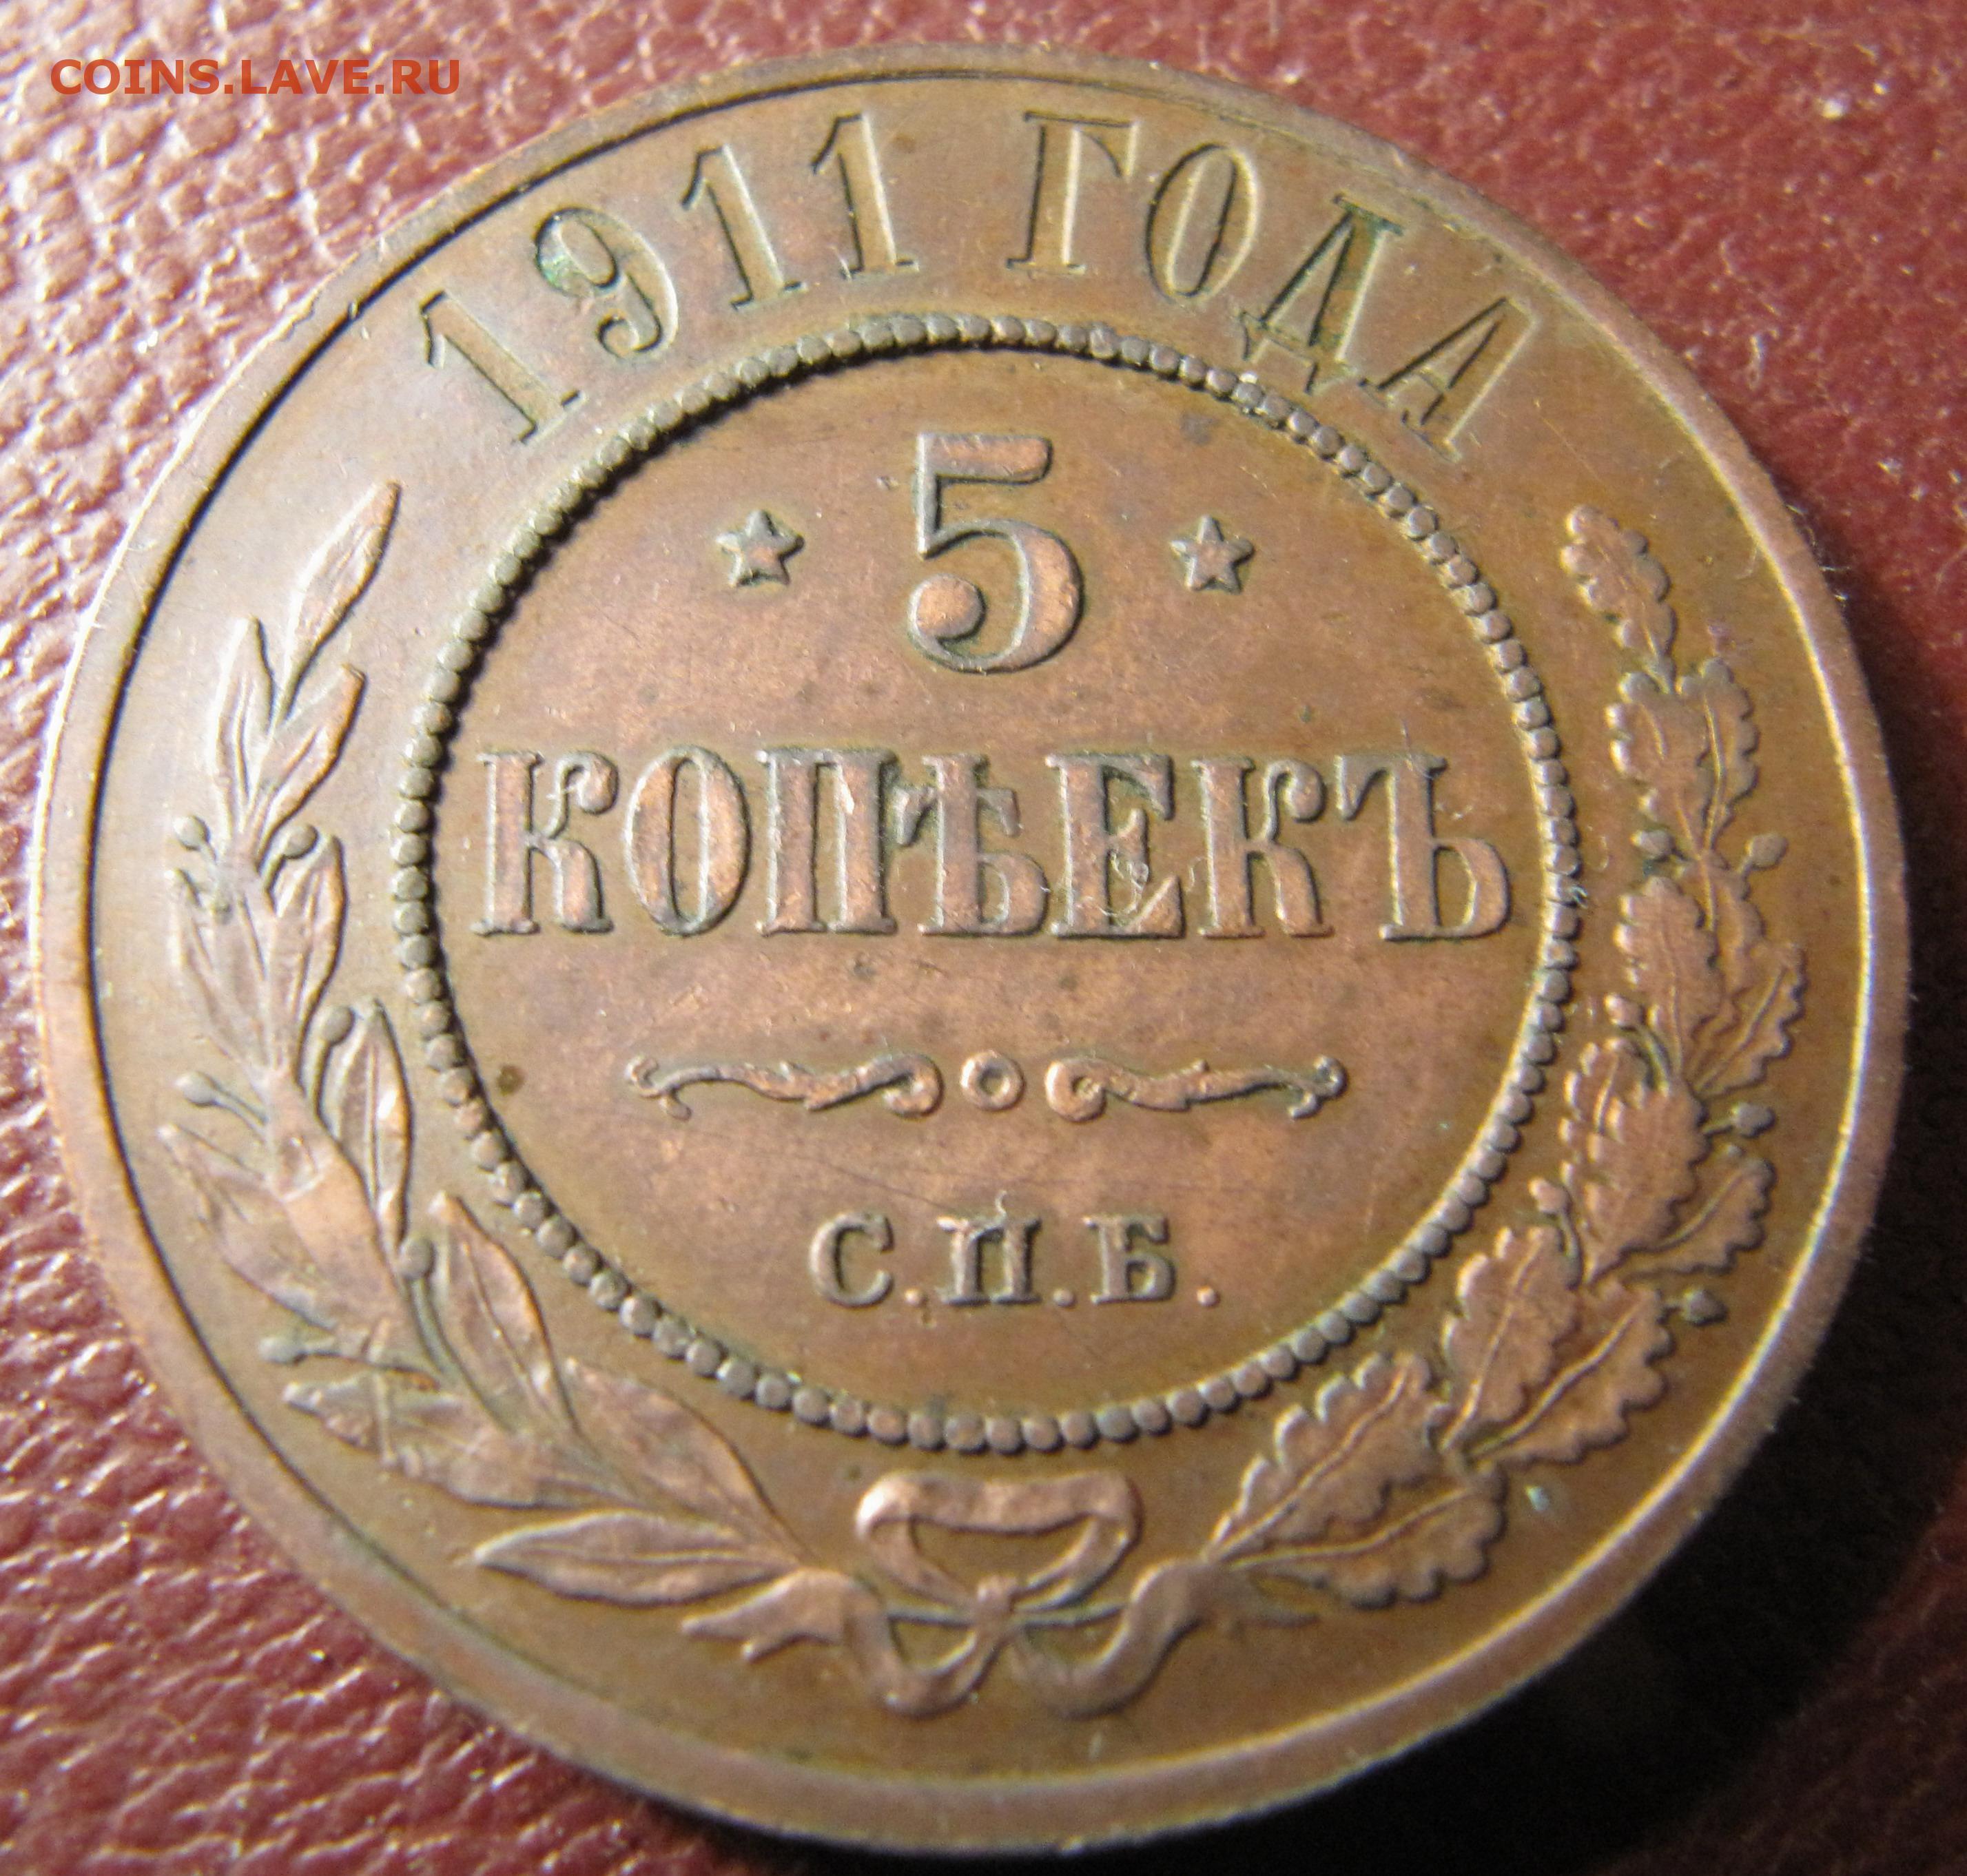 COINS.LAVE.RU
1911 ГОДА
5
КОПѢЕКЪ
С.П.Б.